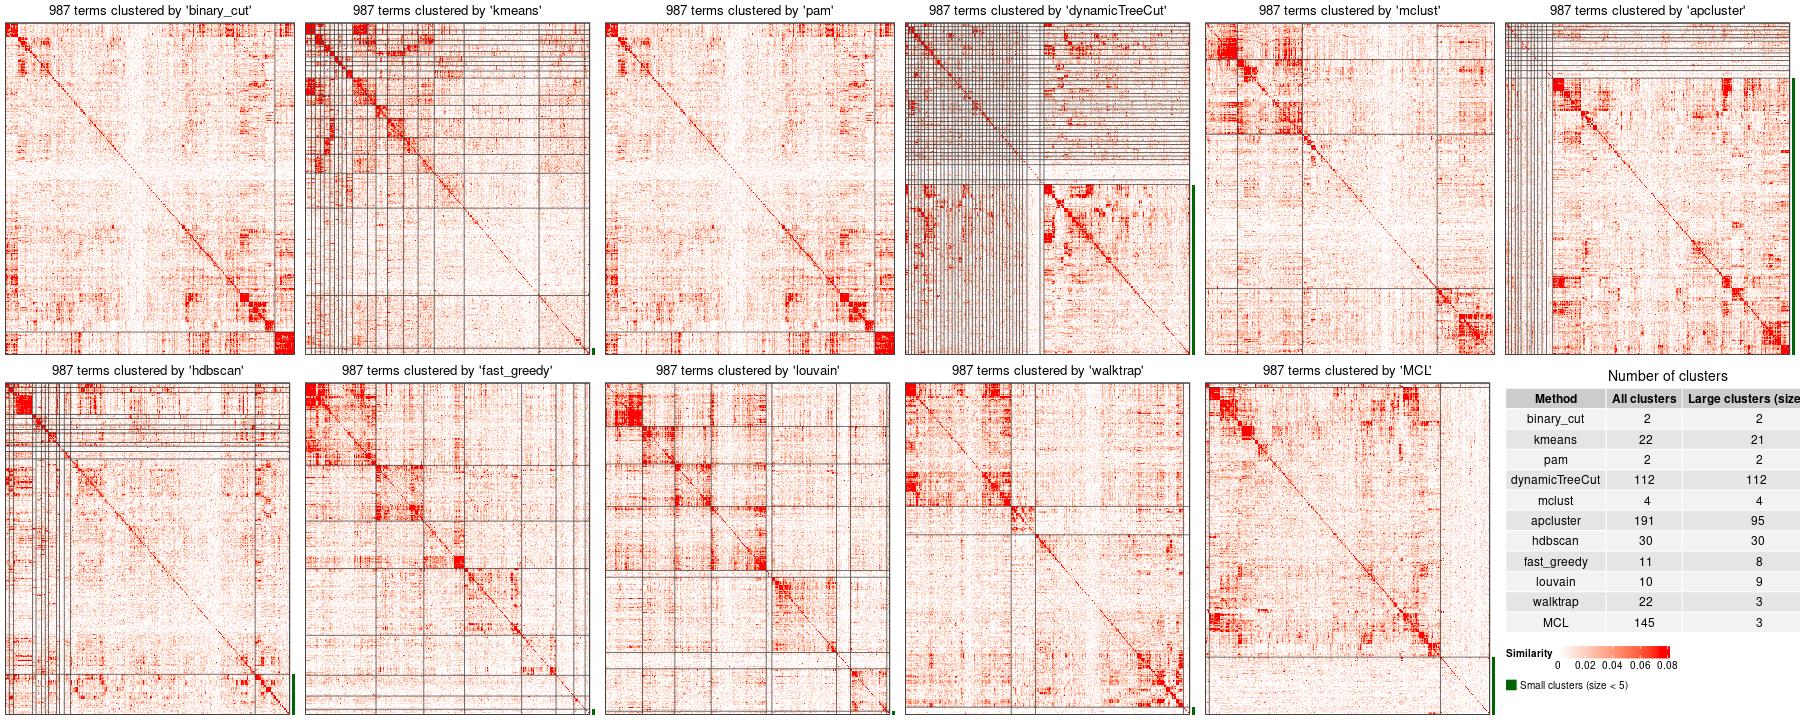 987 terms clustered by 'binary_cut'
987 terms clustered by 'kmeans'
987 terms clustered by 'pam'
987 terms clustered by 'dynamicTreeCut'
987 terms clustered by 'mclust'
987 terms clustered by 'apcluster'
987 terms clustered by 'hdbscan'
987 terms clustered by 'fast_greedy'
987 terms clustered by 'louvain'
987 terms clustered by 'walktrap'
987 terms clustered by 'MCL'
Number of clusters
Method All clusters Large clusters (size
binary_cut 2 2
kmeans 22 21
pam 2 2
dynamicTreeCut 112 112
mclust 4 4
apcluster 191 95
hdbscan 30 30
fast_greedy 11 8
louvain 10 9
walktrap 22 3
MCL 145 3
Similarity
0 0.02 0.04 0.06 0.08
Small clusters (size < 5)